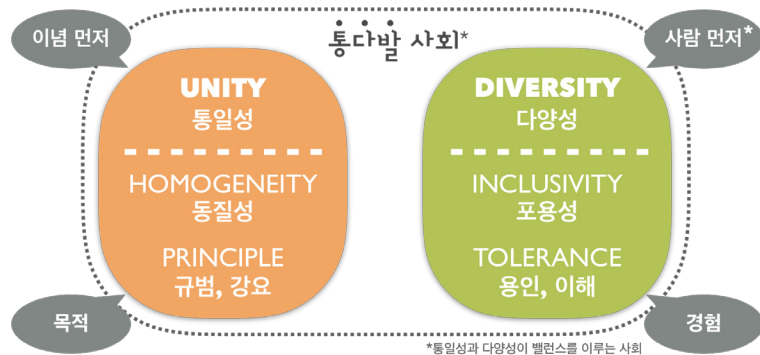 이념 먼저
통다발 사회*
사람 먼저*
UNITY
통일성
HOMOGENEITY
동질성
PRINCIPLE
규범, 강요
DIVERSITY
다양성
INCLUSIVITY
포용성
TOLERANCE
용인, 이해
목적
경험
*통일성과 다양성이 밸런스를 이루는 사회